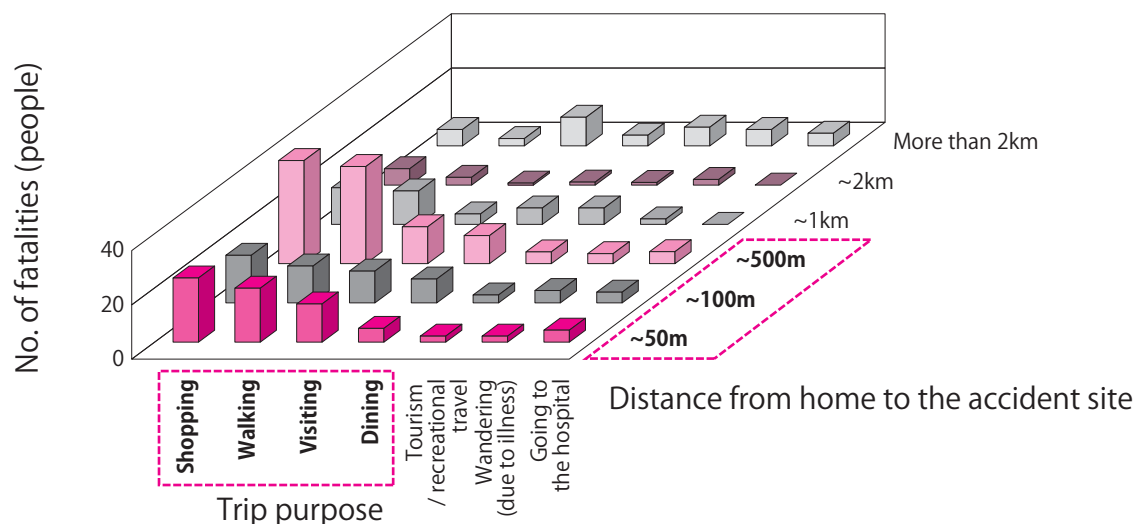 No. of fatalities (people)
40
20
0
More than 2km
~2km
~1km
~500m
~100m
~50m
Distance from home to the accident site
Shopping
Walking
Visiting
Dining
Tourism
/ recreational
travel
Wandering
(due to illness)
Going to
the hospital
Trip purpose